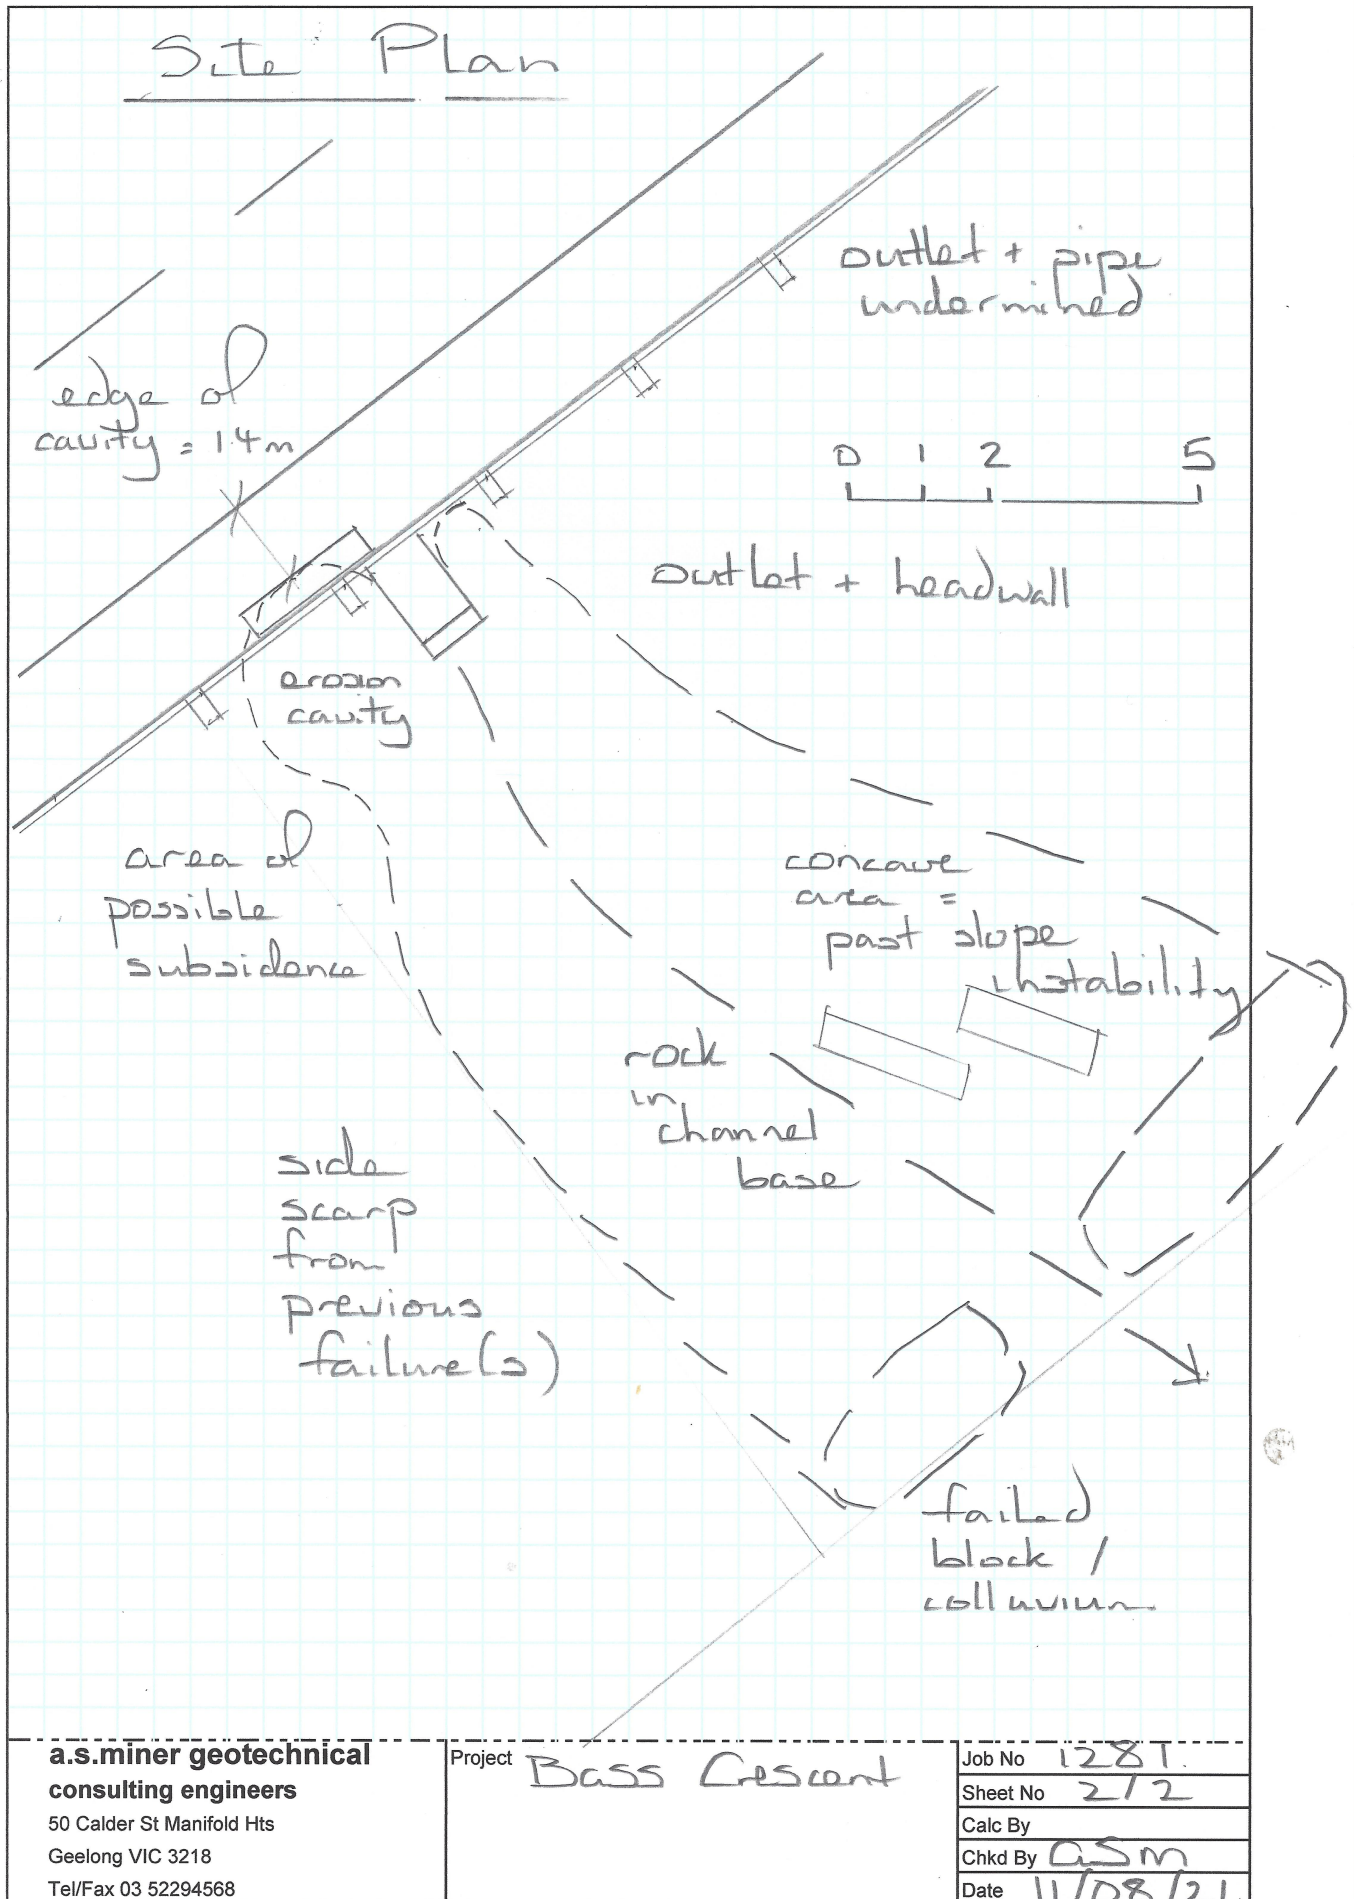 Site Plan
outlet + pipe
undermined
edge of
cavity = 1.4m
0 1 2 5
outlet + headwall
erosion
cavity
area of
possible
subsidence
concave
area =
past slope
instability
rock
in
channel
base
side
scarp
from
previous
failure(s)
failed
block /
colluvium
a.s.miner geotechnical
consulting engineers
50 Calder St Manifold Hts
Geelong VIC 3218
Tel/Fax 03 52294568
Project Bass Crescent
Job No 1281.
Sheet No 2/2
Calc By
Chkd By asm
Date 11/08/21